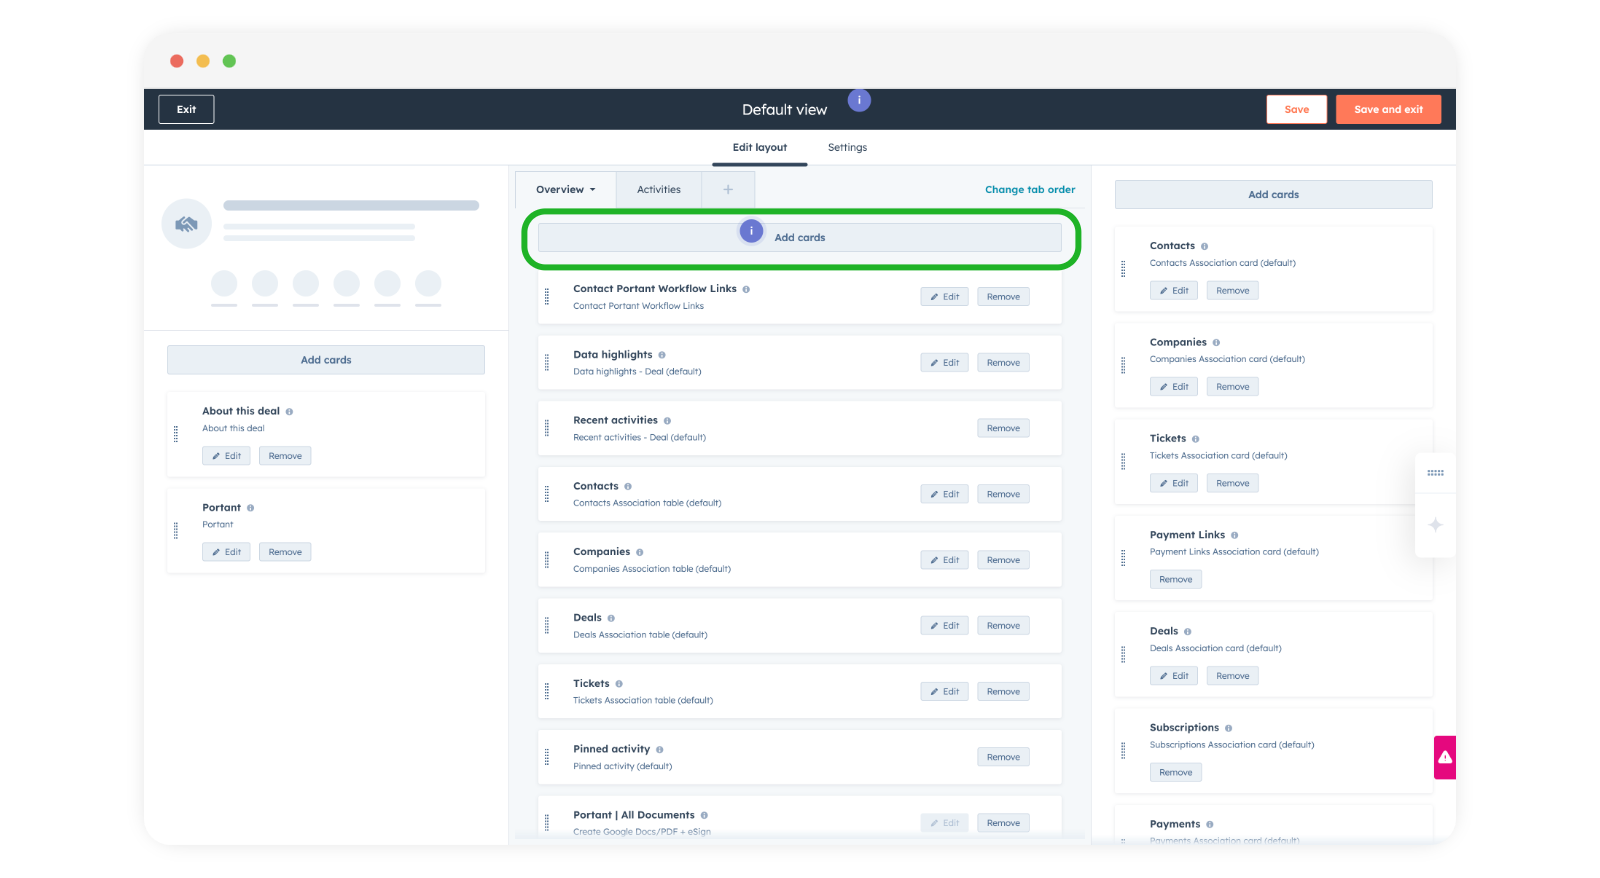 Exit
Default view
i
Save
Save and exit
Edit layout
Settings
Add cards
About this deal
About this deal
Edit
Remove
Portant
Portant
Edit
Remove
Overview
Activities
+
Change tab order
i
Add cards
Contact Portant Workflow Links
Contact Portant Workflow Links
Edit
Remove
Data highlights
Data highlights - Deal (default)
Edit
Remove
Recent activities
Recent activities - Deal (default)
Remove
Contacts
Contacts Association table (default)
Edit
Remove
Companies
Companies Association table (default)
Edit
Remove
Deals
Deals Association table (default)
Edit
Remove
Tickets
Tickets Association table (default)
Edit
Remove
Pinned activity
Pinned activity (default)
Remove
Portant | All Documents
Create Google Docs/PDF + eSign
Edit
Remove
Add cards
Contacts
Contacts Association card (default)
Edit
Remove
Companies
Companies Association card (default)
Edit
Remove
Tickets
Tickets Association card (default)
Edit
Remove
Payment Links
Payment Links Association card (default)
Remove
Deals
Deals Association card (default)
Edit
Remove
Subscriptions
Subscriptions Association card (default)
Remove
Payments
Payments Association card (default)